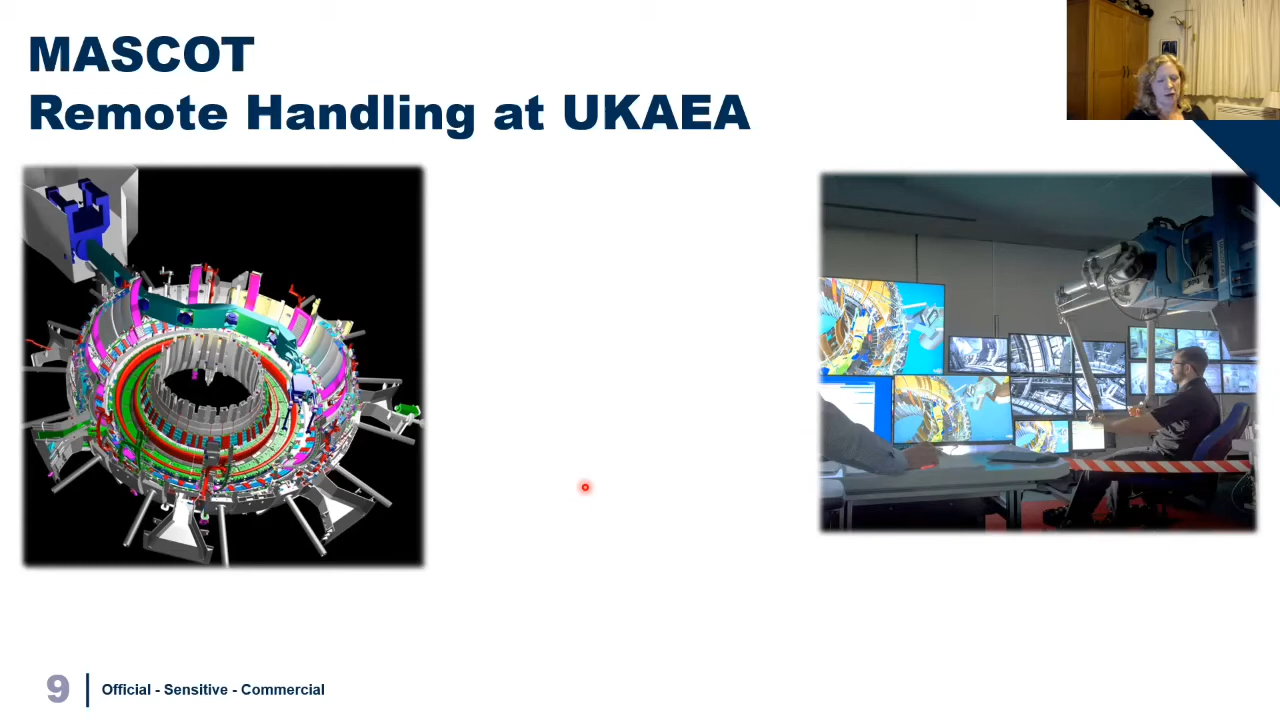 MASCOT
Remote Handling at UKAEA
9
Official - Sensitive - Commercial